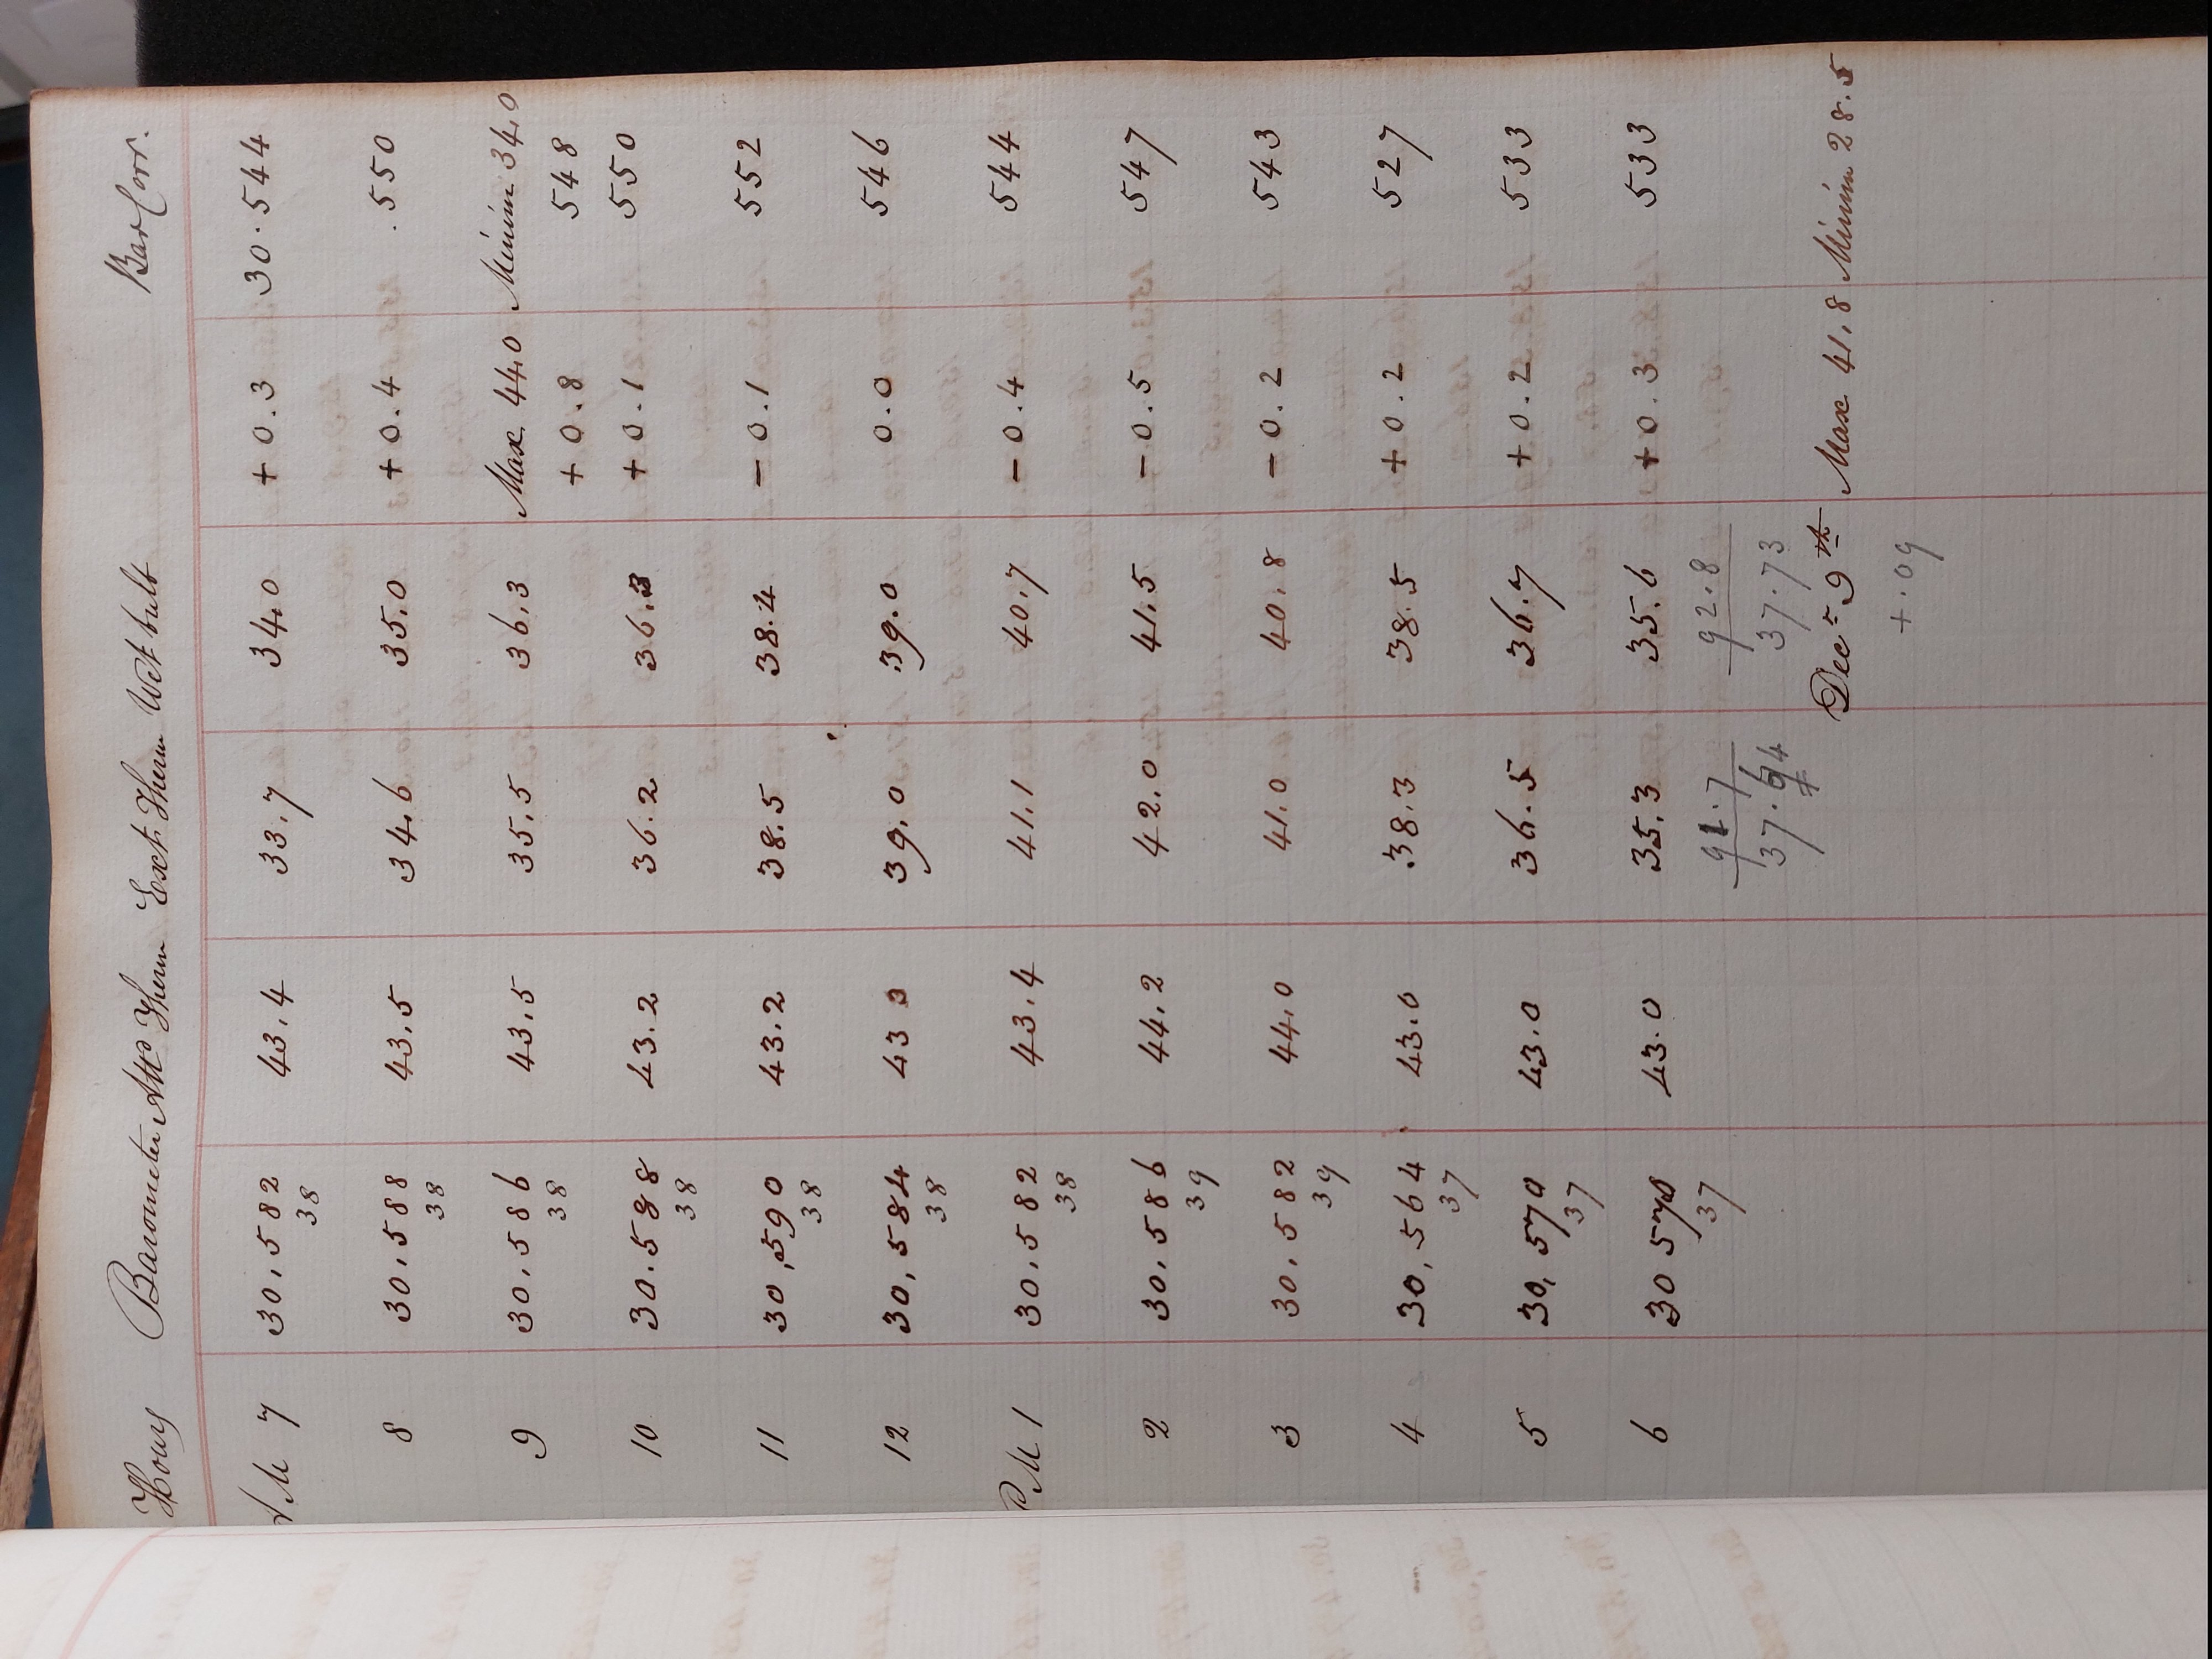 Hours Barometer Attd Therm Exct Therm Wet bulb Bar Corr.
AM 7 30.582 43.4 33.7 34.0 +0.3 30.544
38
8 30.588 43.5 34.6 35.0 +0.4 .550
38
9 30.586 43.5 35.5 36.3 Max 44.0 Minim 34.0
38 +0.8 548
10 30.588 43.2 36.2 36.3 +0.1 550
38
11 30,590 43.2 38.5 38.4 -0.1 552
38
12 30,584 43 0 39.0 39.0 0.0 546
38
PM 1 30.582 43.4 41.1 40.7 -0.4 544
38
2 30.586 44.2 42.0 41.5 -0.5 547
39
3 30.582 44.0 41.0 40.8 -0.2 543
39
4 30,564 43.0 38.3 38.5 +0.2 527
37
5 30,570 43.0 36.5 36.7 +0.2 533
37
6 30 570 43.0 35.3 35.6 +0.3 533
37 91.7 92.8
37.64 37.73
Decr 9th Max 41.8 Minim 28.5
+.09